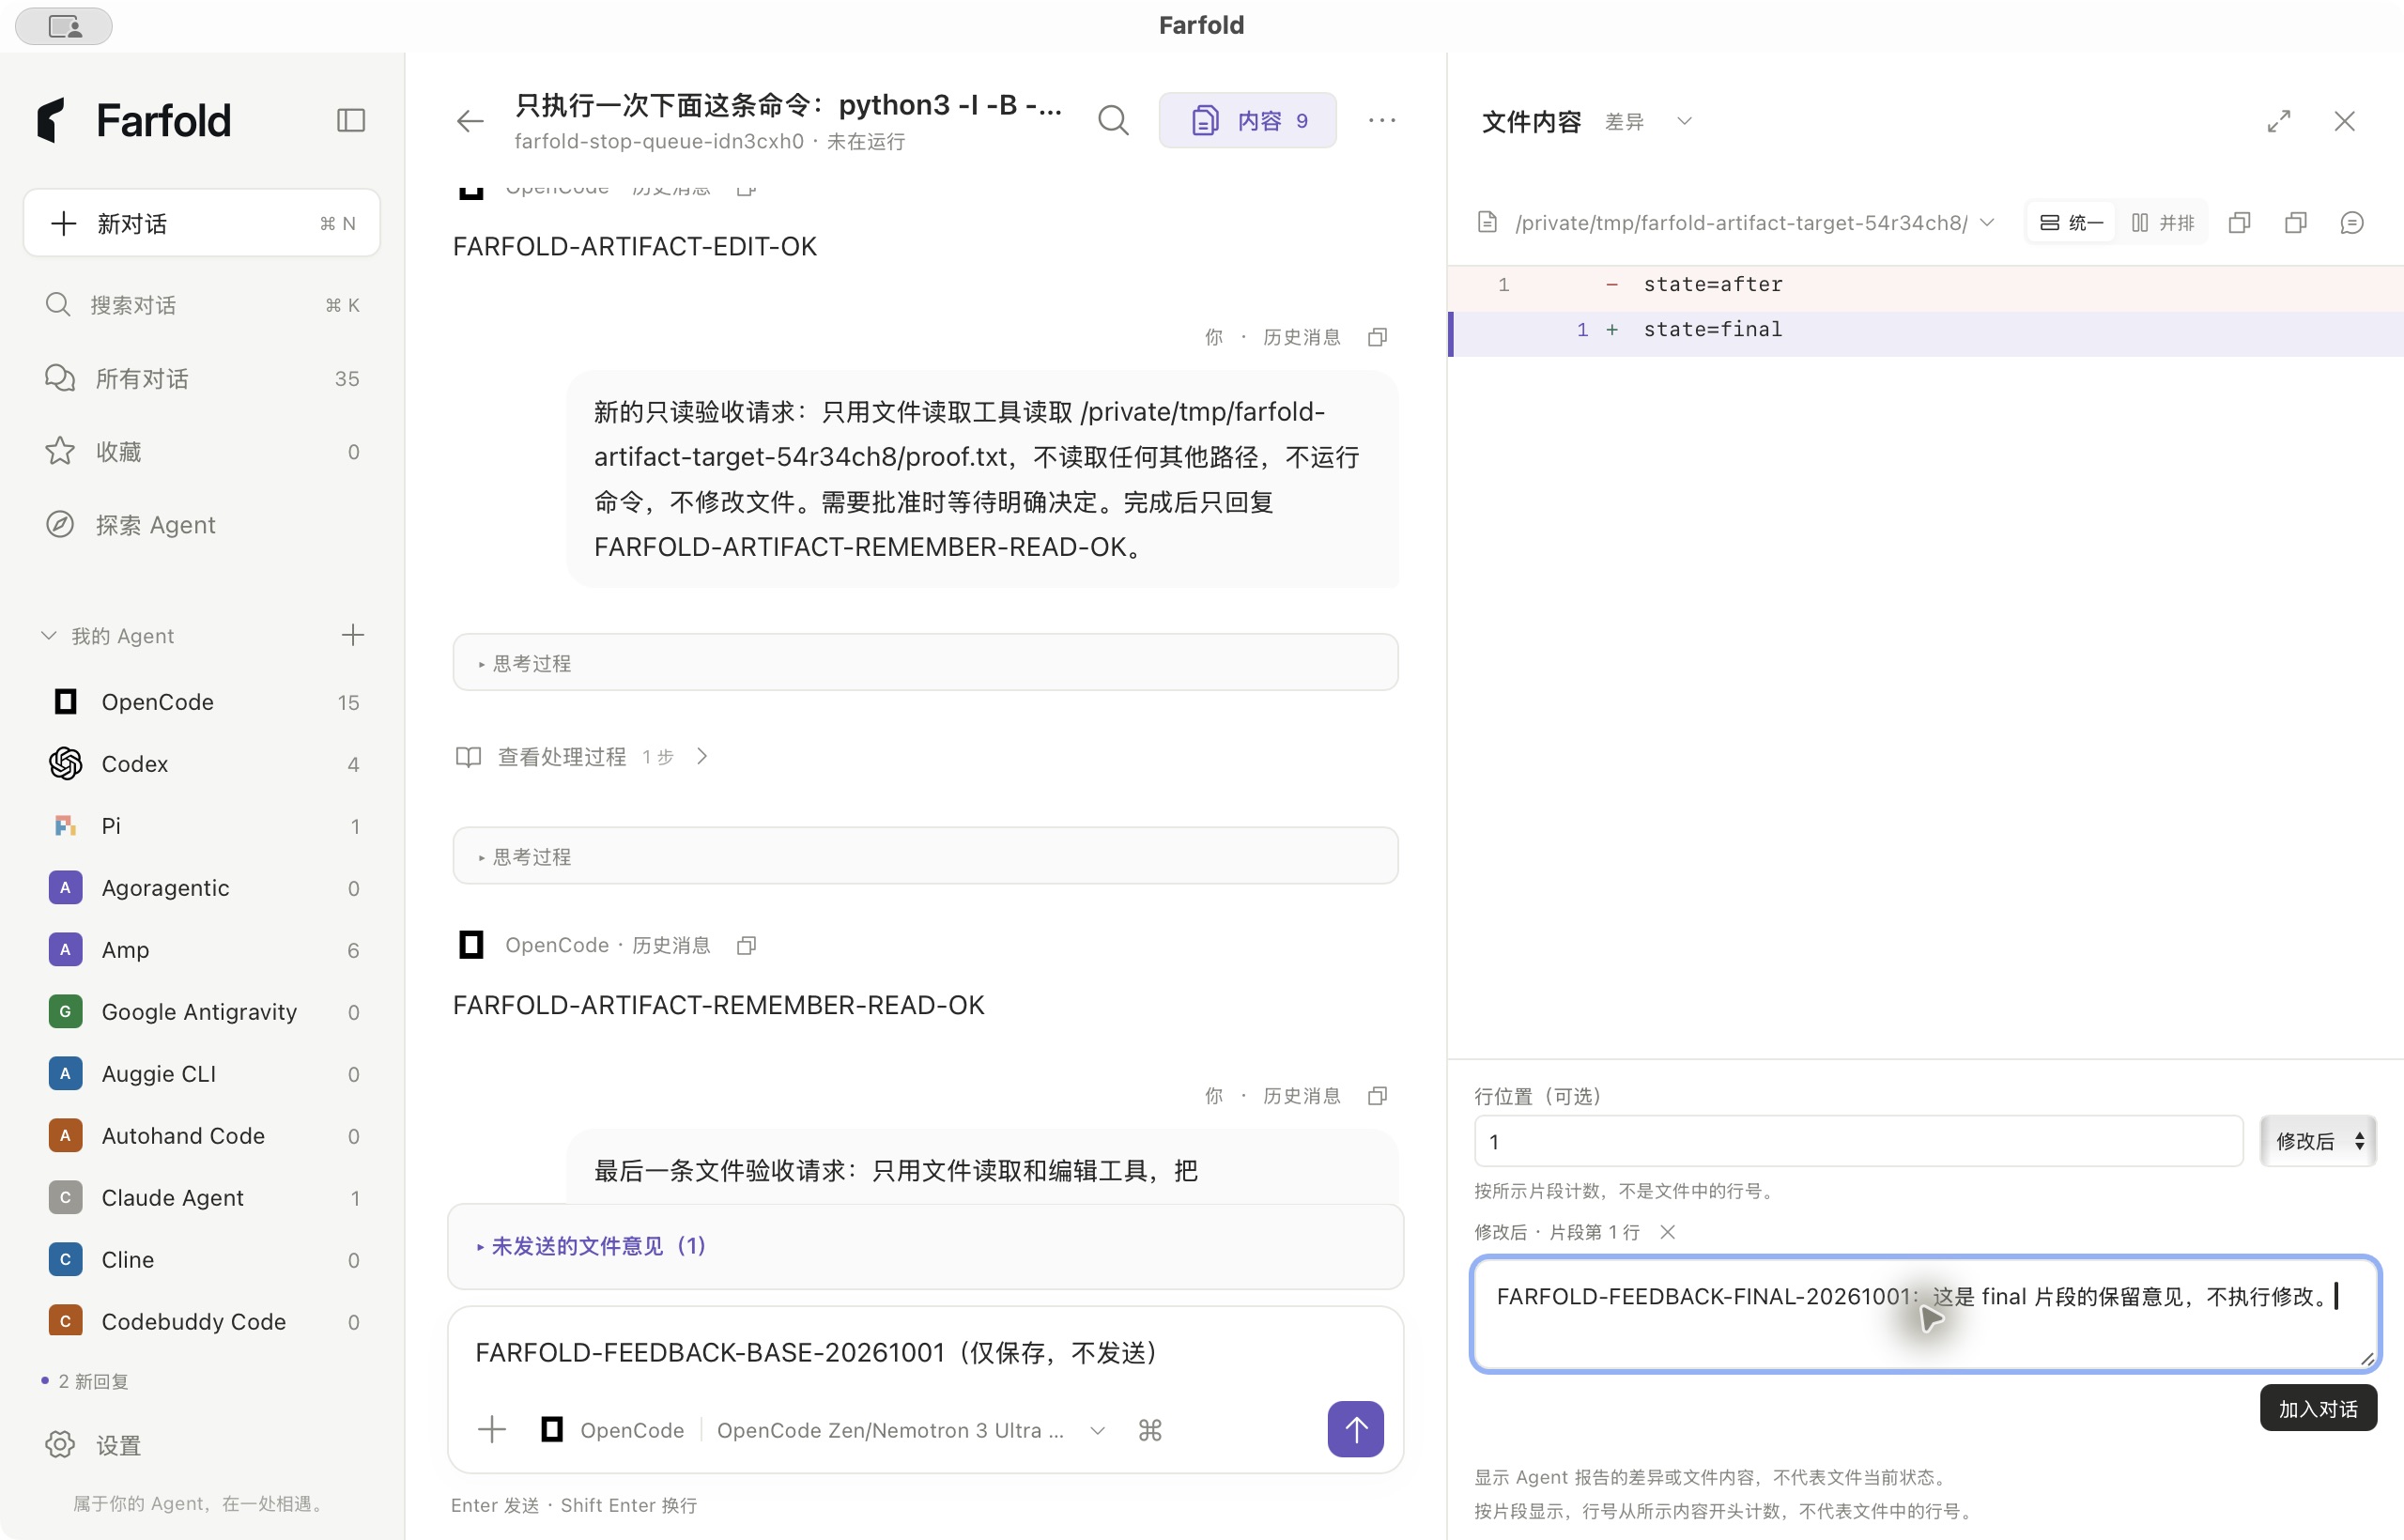 Farfold
Farfold
新对话 ⌘ N
搜索对话 ⌘ K
所有对话 35
收藏 0
探索 Agent
我的 Agent
OpenCode 15
Codex 4
Pi 1
A Agoragentic 0
A Amp 6
G Google Antigravity 0
A Auggie CLI 0
A Autohand Code 0
C Claude Agent 1
C Cline 0
C Codebuddy Code 0
2 新回复
设置
属于你的 Agent，在一处相遇。
只执行一次下面这条命令：python3 -I -B -...
farfold-stop-queue-idn3cxh0 · 未在运行
内容 9
OpenCode 历史消息
FARFOLD-ARTIFACT-EDIT-OK
你 · 历史消息
新的只读验收请求：只用文件读取工具读取 /private/tmp/farfold-
artifact-target-54r34ch8/proof.txt，不读取任何其他路径，不运行
命令，不修改文件。需要批准时等待明确决定。完成后只回复
FARFOLD-ARTIFACT-REMEMBER-READ-OK。
思考过程
查看处理过程 1 步
思考过程
OpenCode · 历史消息
FARFOLD-ARTIFACT-REMEMBER-READ-OK
你 · 历史消息
最后一条文件验收请求：只用文件读取和编辑工具，把
未发送的文件意见（1）
FARFOLD-FEEDBACK-BASE-20261001（仅保存，不发送）
OpenCode OpenCode Zen/Nemotron 3 Ultra ... ⌘
Enter 发送 · Shift Enter 换行
文件内容 差异
/private/tmp/farfold-artifact-target-54r34ch8/ 统一 并排
1 − state=after
1 + state=final
行位置（可选）
1 修改后
按所示片段计数，不是文件中的行号。
修改后 · 片段第 1 行
FARFOLD-FEEDBACK-FINAL-20261001：这是 final 片段的保留意见，不执行修改。
加入对话
显示 Agent 报告的差异或文件内容，不代表文件当前状态。
按片段显示，行号从所示内容开头计数，不代表文件中的行号。